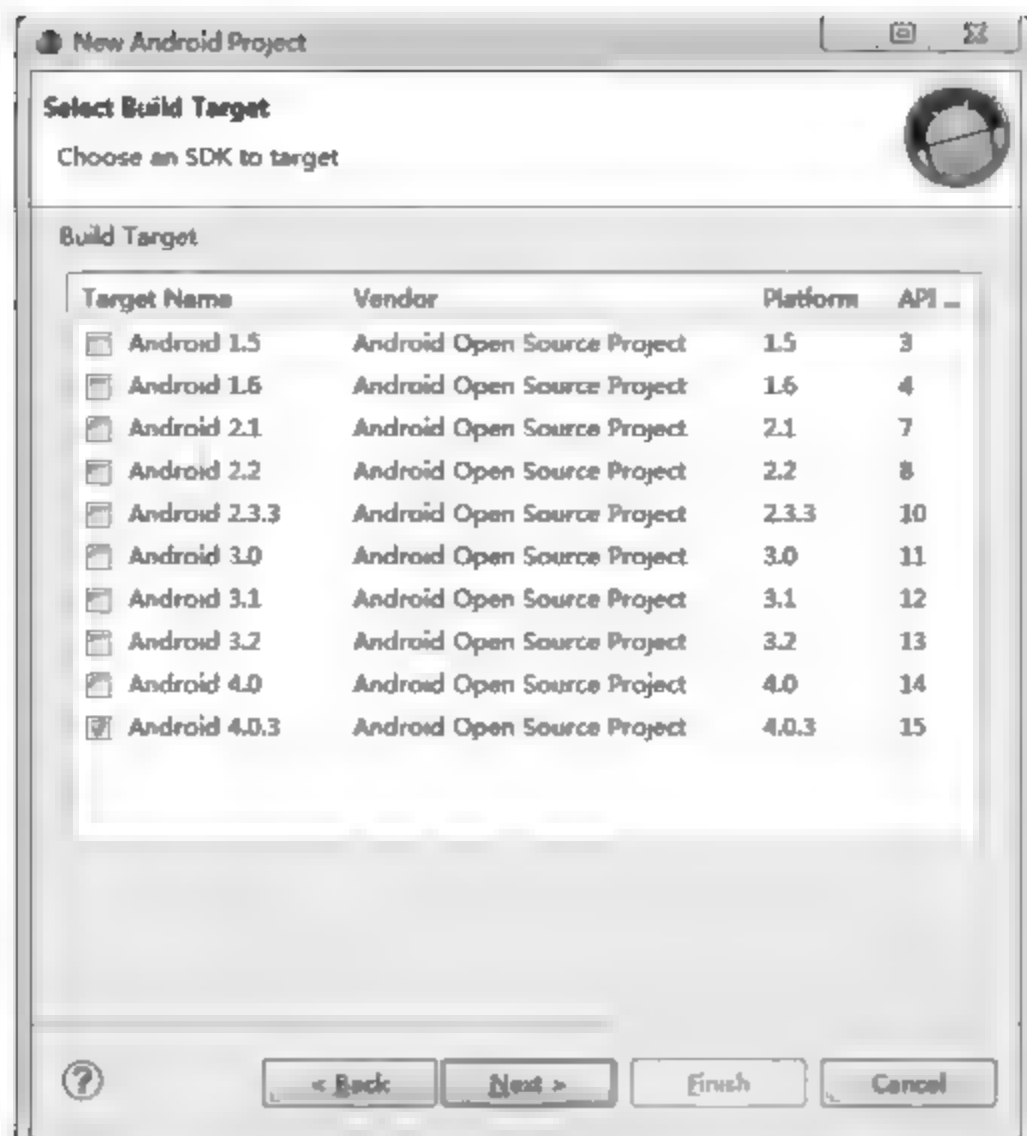 New Android Project
Select Build Target
Choose an SDK to target
Build Target
Target Name Vendor Platform API ...
Android 1.5 Android Open Source Project 1.5 3
Android 1.6 Android Open Source Project 1.6 4
Android 2.1 Android Open Source Project 2.1 7
Android 2.2 Android Open Source Project 2.2 8
Android 2.3.3 Android Open Source Project 2.3.3 10
Android 3.0 Android Open Source Project 3.0 11
Android 3.1 Android Open Source Project 3.1 12
Android 3.2 Android Open Source Project 3.2 13
Android 4.0 Android Open Source Project 4.0 14
Android 4.0.3 Android Open Source Project 4.0.3 15
? < Back Next > Finish Cancel